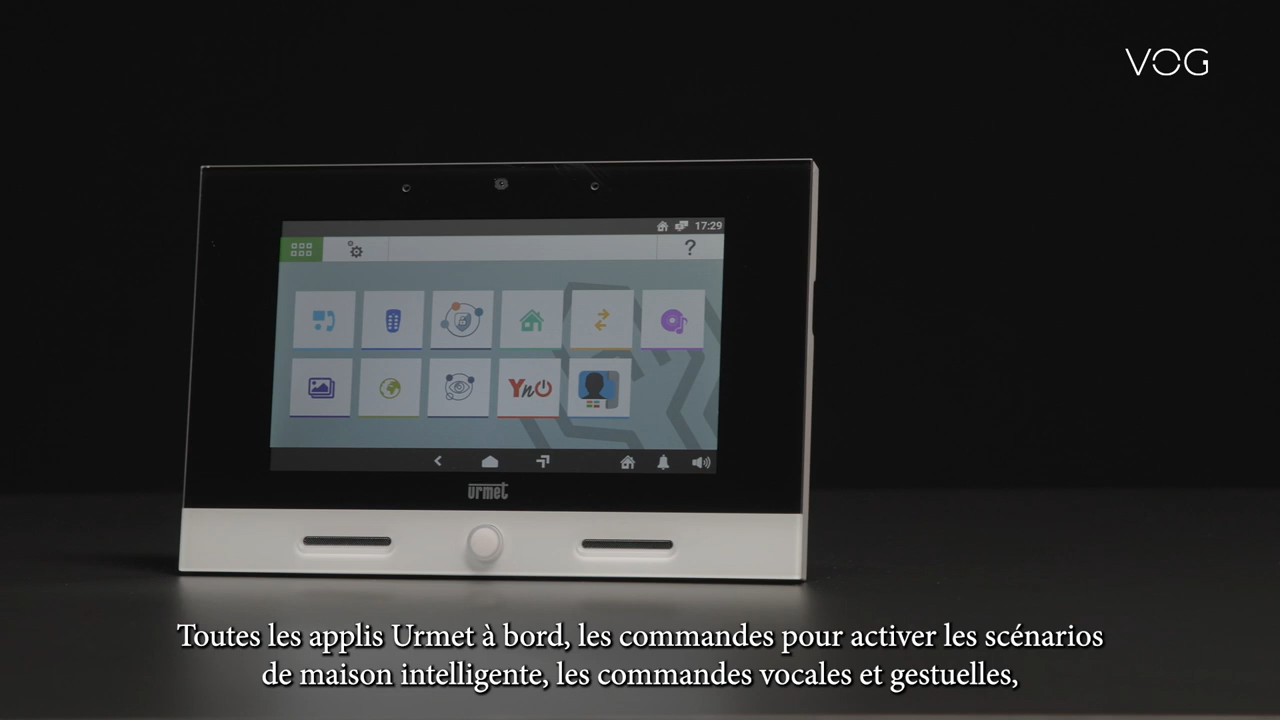 VOG
17:29
?
YnO
urmet
Toutes les applis Urmet à bord, les commandes pour activer les scénarios
de maison intelligente, les commandes vocales et gestuelles,